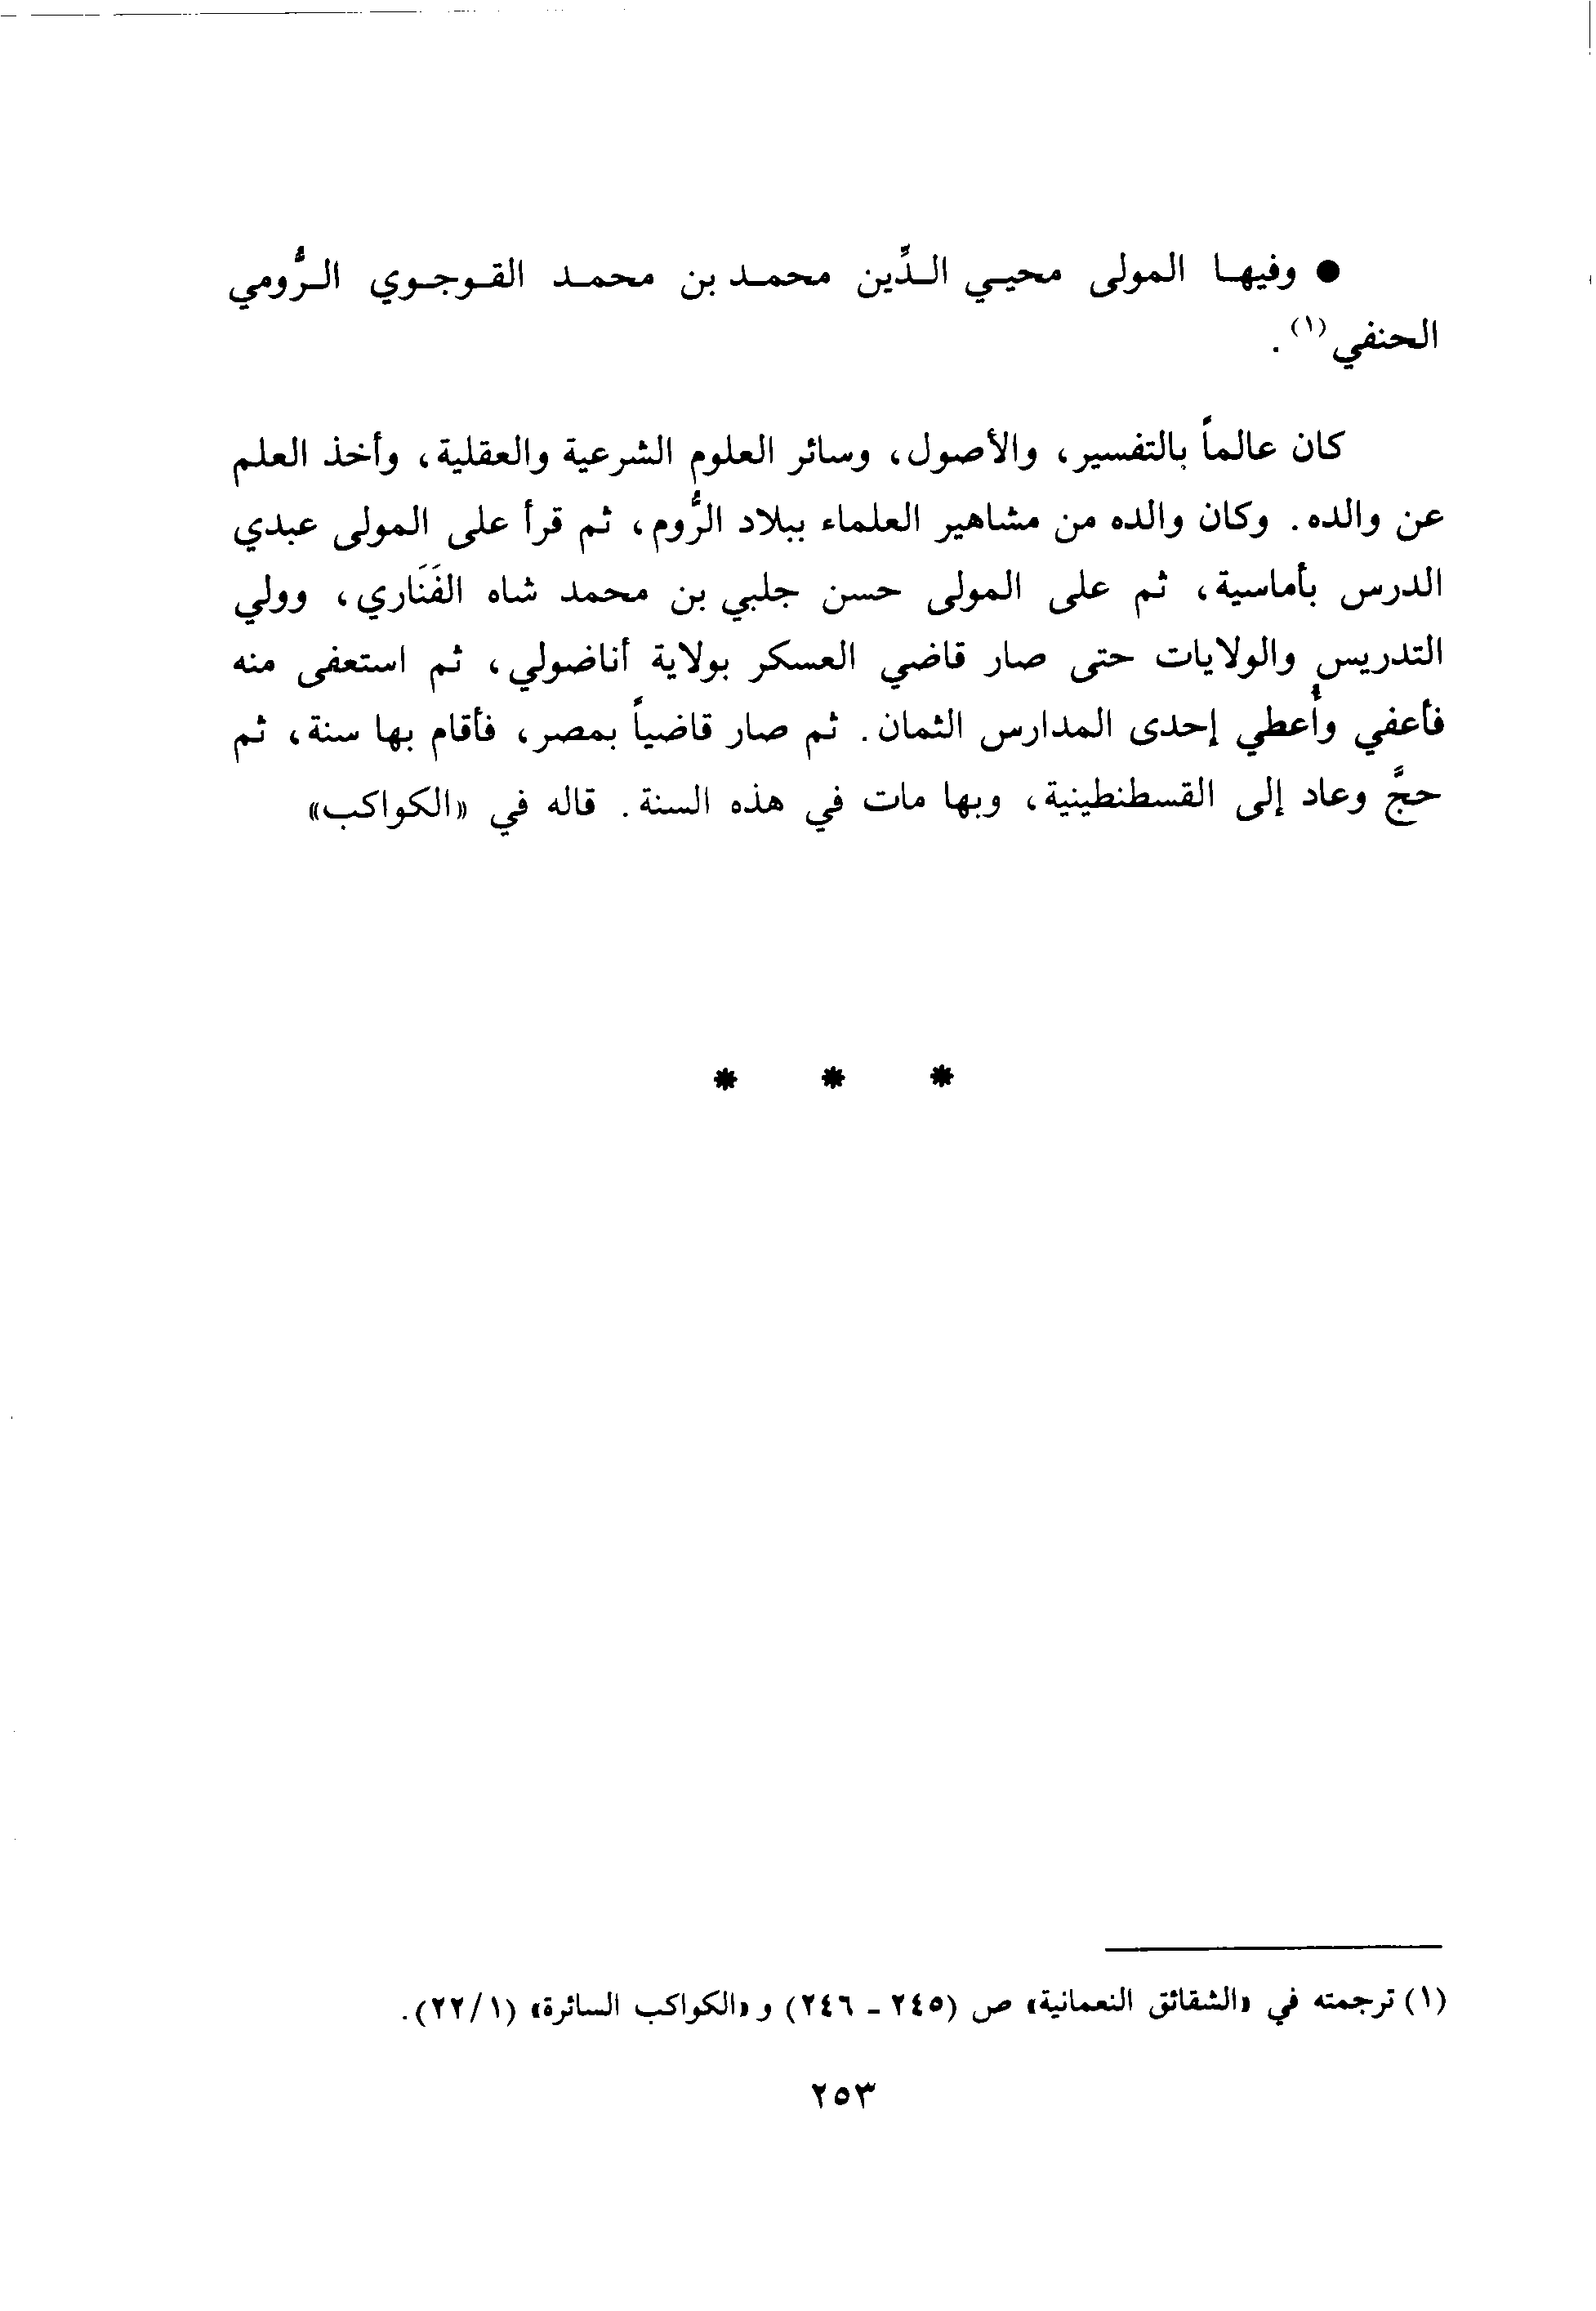 ● وفيها المولى محيي الدِّين محمد بن محمد القوجوي الرُّومي
الحنفي (١) .
كان عالماً بالتفسير، والأصول، وسائر العلوم الشرعية والعقلية، وأخذ العلم
عن والده. وكان والده من مشاهير العلماء ببلاد الرُّوم، ثم قرأ على المولى عبدي
الدرس بأماسية، ثم على المولى حسن جلبي بن محمد شاه الفَنَاري، وولي
التدريس والولايات حتى صار قاضي العسكر بولاية أناضولي، ثم استعفى منه
فأعفي وأُعطي إحدى المدارس الثمان. ثم صار قاضياً بمصر، فأقام بها سنة، ثم
حجَّ وعاد إلى القسطنطينية، وبها مات في هذه السنة. قاله في «الكواكب»
* * *
(١) ترجمته في «الشقائق النعمانية» ص (٢٤٥ - ٢٤٦) و «الكواكب السائرة» (١/ ٢٢).
٢٥٣